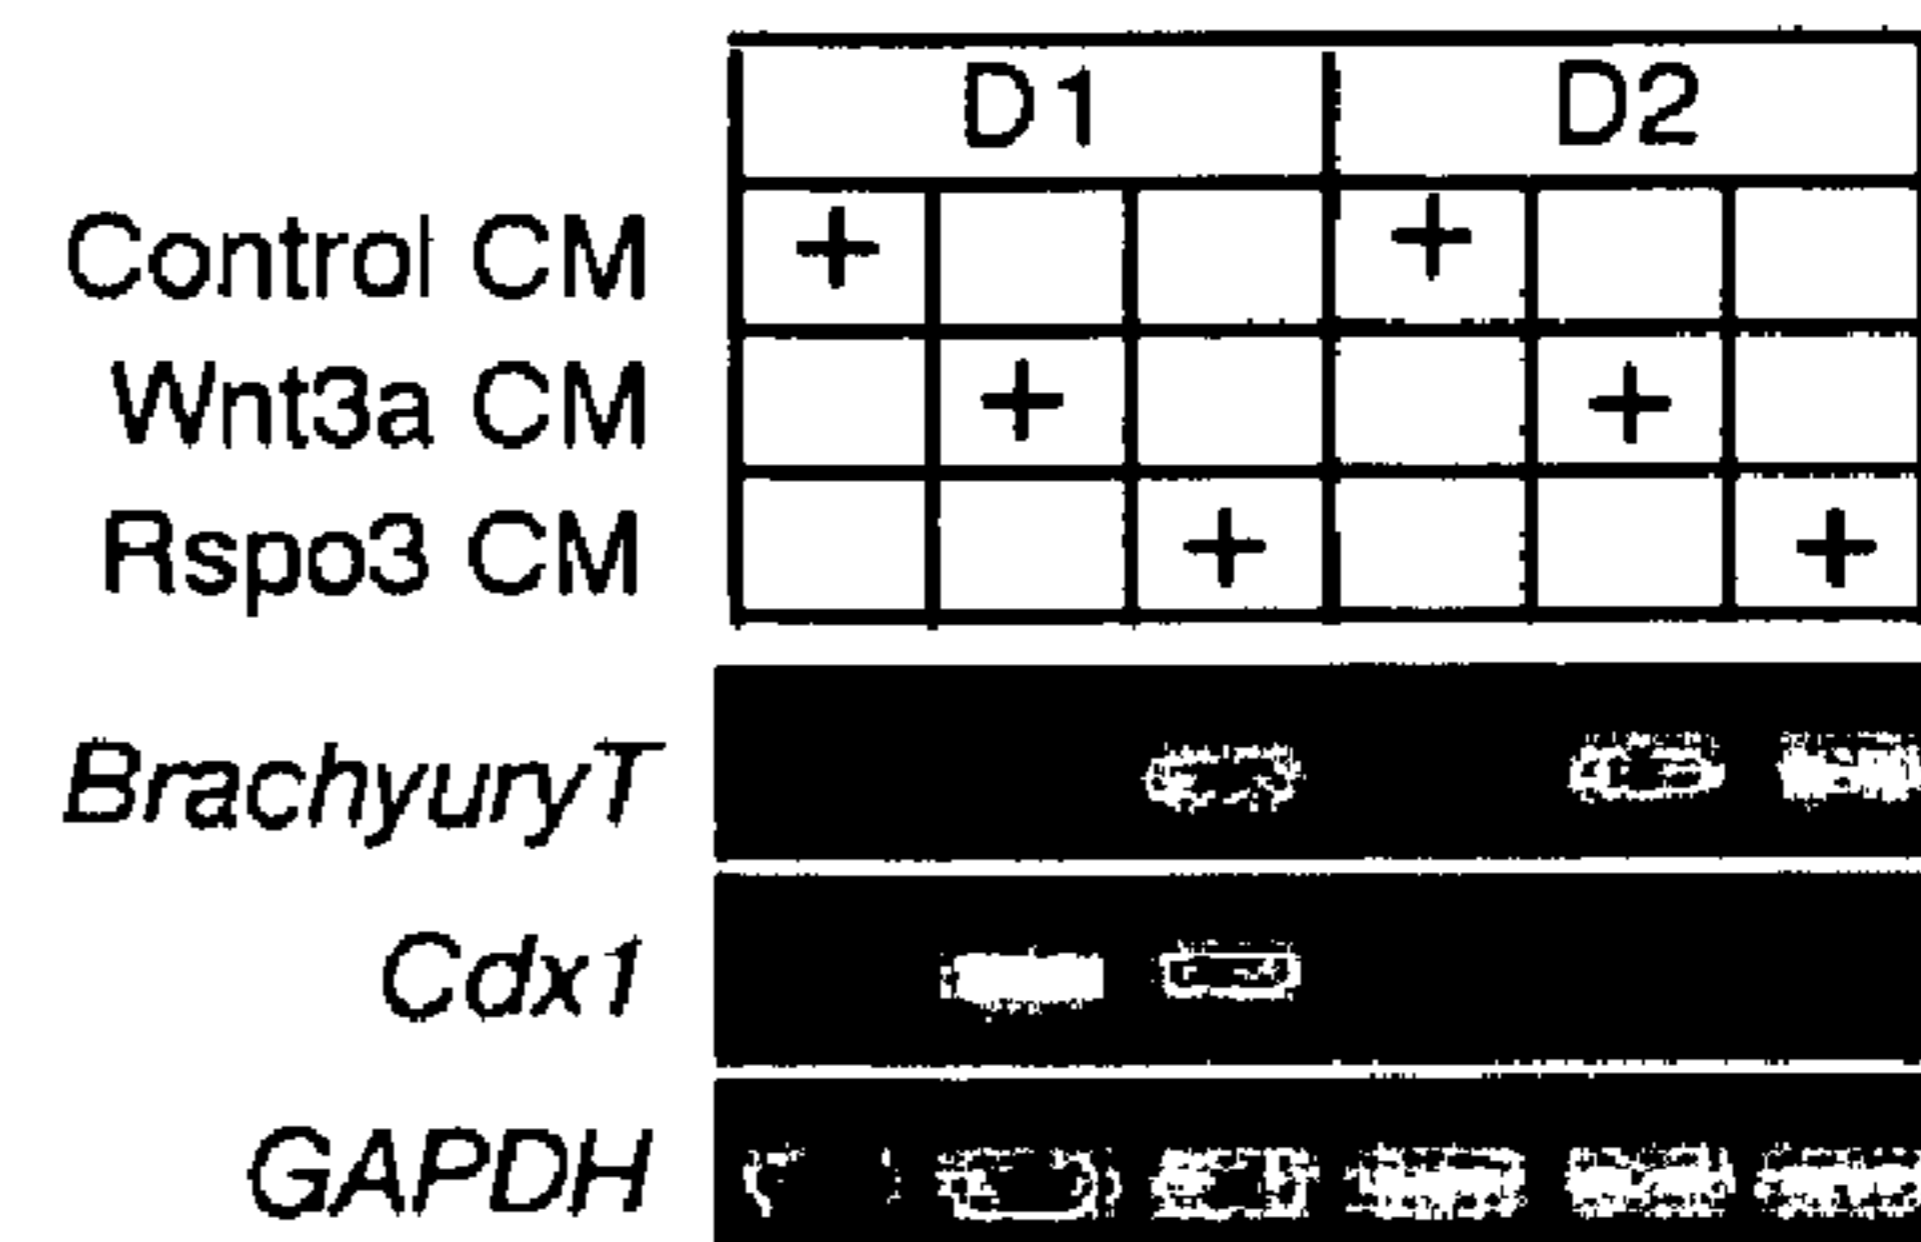 D1 D2
Control CM + +
Wnt3a CM + +
Rspo3 CM + +
BrachyuryT
Cdx1
GAPDH